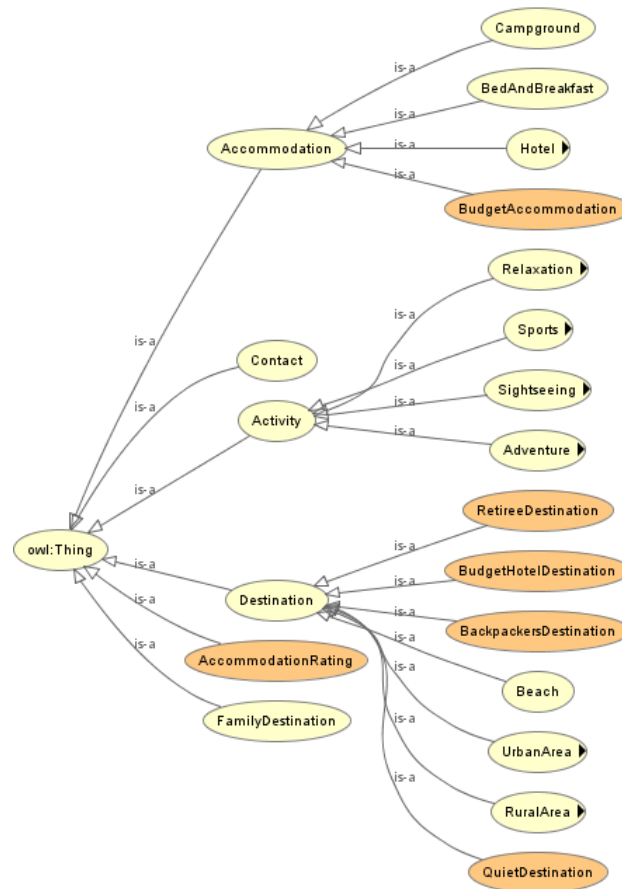 Campground
is-a
BedAndBreakfast
is-a
Accommodation
is-a
Hotel
is-a
BudgetAccommodation
Relaxation
is-a
Sports
is-a
Contact
is-a
Sightseeing
is-a
Activity
is-a
Adventure
is-a
is-a
is-a
RetireeDestination
owl:Thing
is-a
is-a
BudgetHotelDestination
is-a
Destination
is-a
BackpackersDestination
is-a
is-a
AccommodationRating
is-a
Beach
is-a
FamilyDestination
is-a
UrbanArea
is-a
RuralArea
QuietDestination